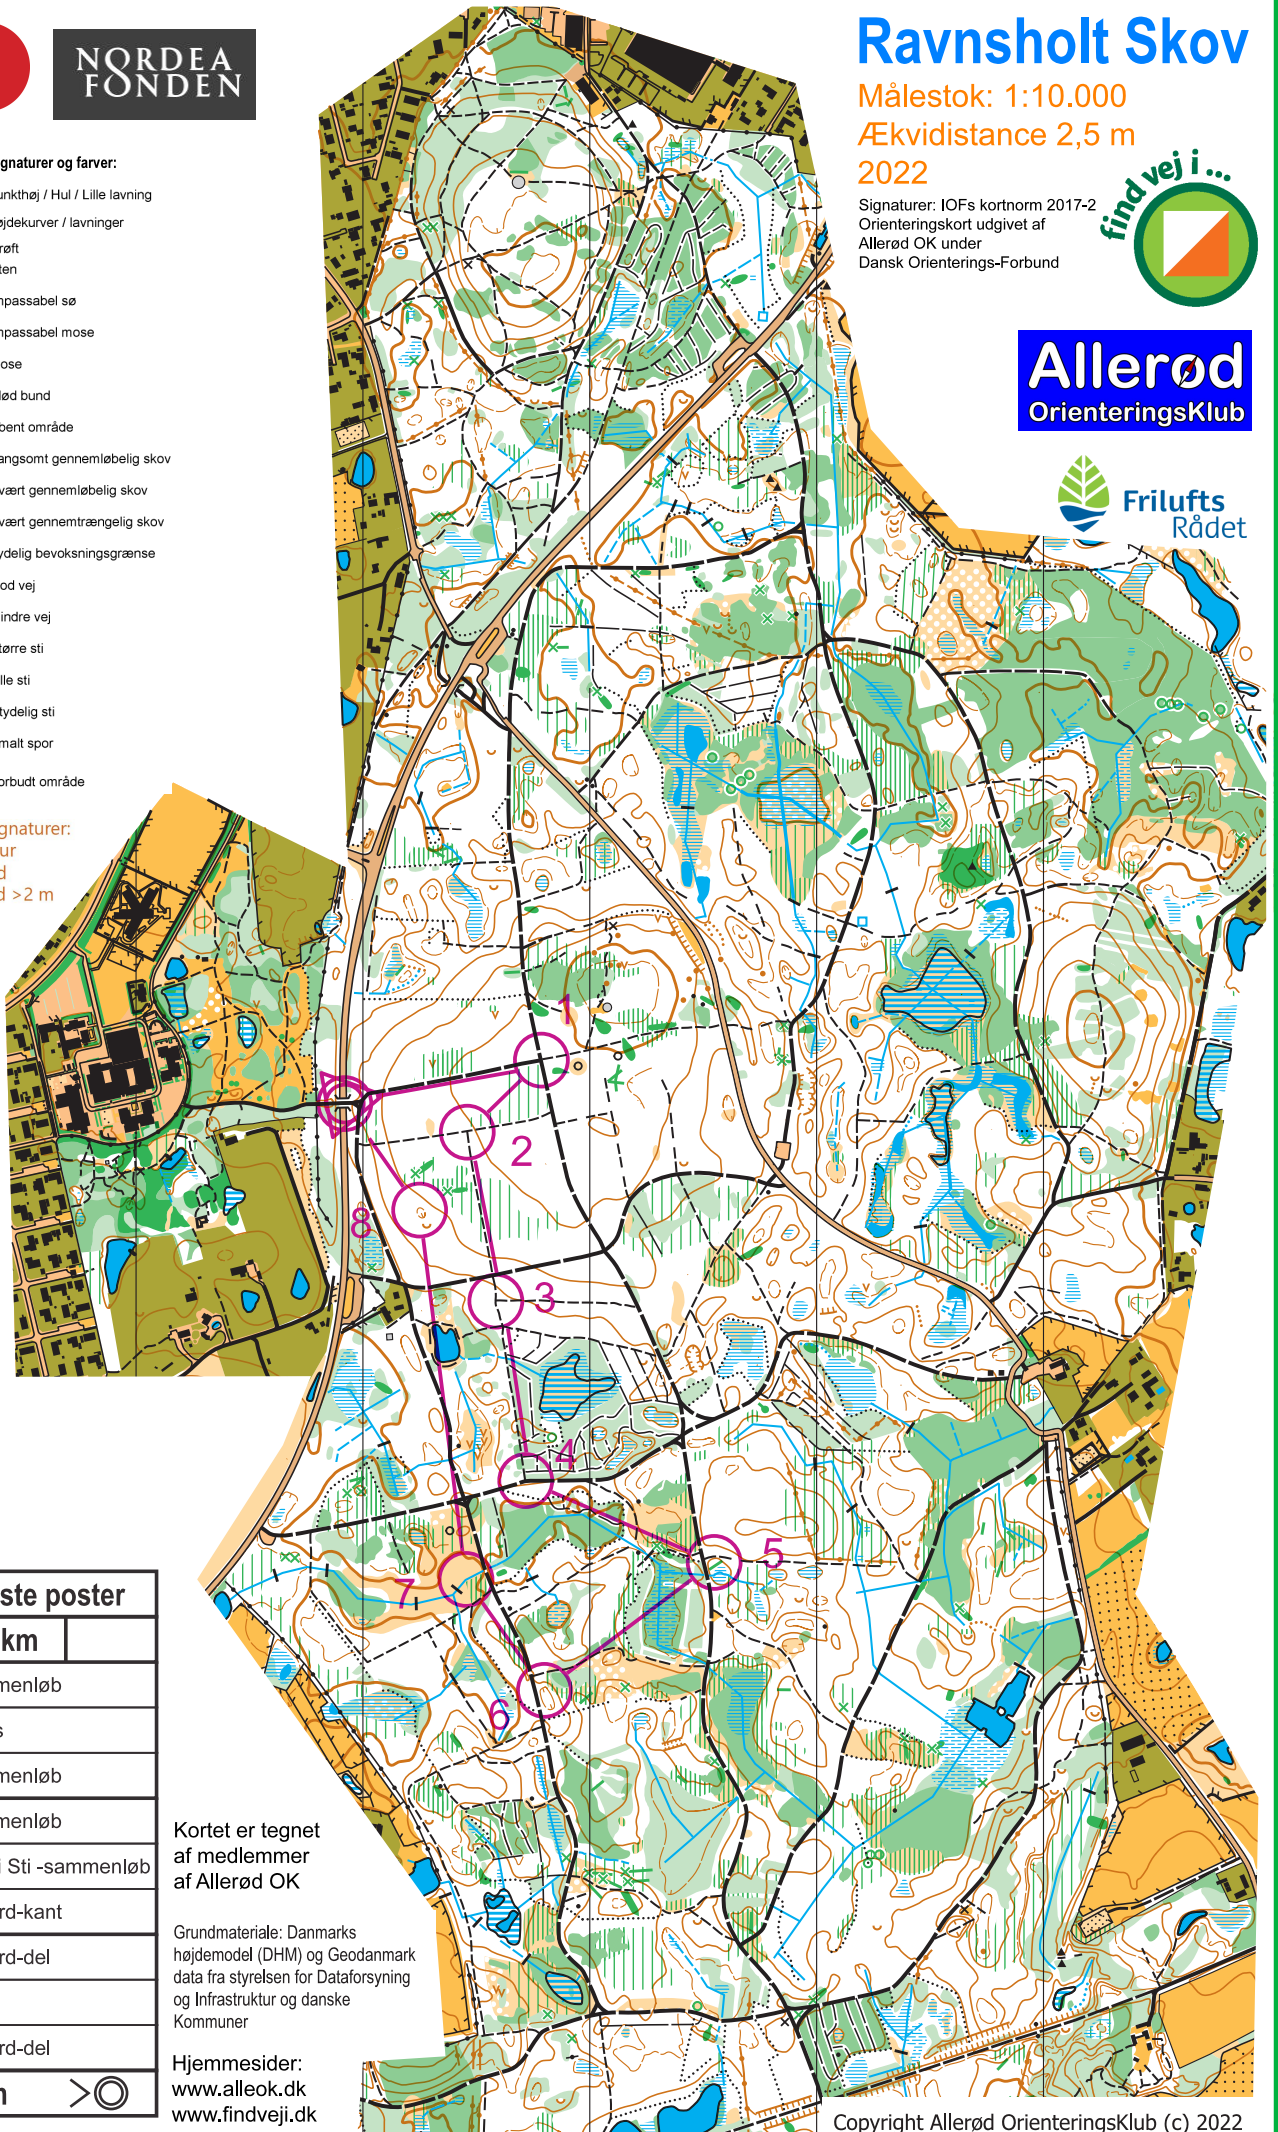 NORDEA
FONDEN
Ravnsholt Skov
Målestok: 1:10.000
Ækvidistance 2,5 m
2022
Signaturer: IOFs kortnorm 2017-2
Orienteringskort udgivet af
Allerød OK under
Dansk Orienterings-Forbund
find vej i ...
Allerød
OrienteringsKlub
Frilufts
Rådet
gnaturer og farver:
unkthøj / Hul / Lille lavning
øjdekurver / lavninger
røft
ten
npassabel sø
npassabel mose
ose
lød bund
bent område
angsomt gennemløbelig skov
vært gennemløbelig skov
vært gennemtrængelig skov
ydelig bevoksningsgrænse
od vej
indre vej
tørre sti
lle sti
tydelig sti
malt spor
orbudt område
gnaturer:
ur
d
d >2 m
1
2
3
4
5
6
7
8
ste poster
km
menløb
s
menløb
menløb
i Sti -sammenløb
rd-kant
rd-del
rd-del
n
Kortet er tegnet
af medlemmer
af Allerød OK
Grundmateriale: Danmarks
højdemodel (DHM) og Geodanmark
data fra styrelsen for Dataforsyning
og Infrastruktur og danske
Kommuner
Hjemmesider:
www.alleok.dk
www.findveji.dk
Copyright Allerød OrienteringsKlub (c) 2022